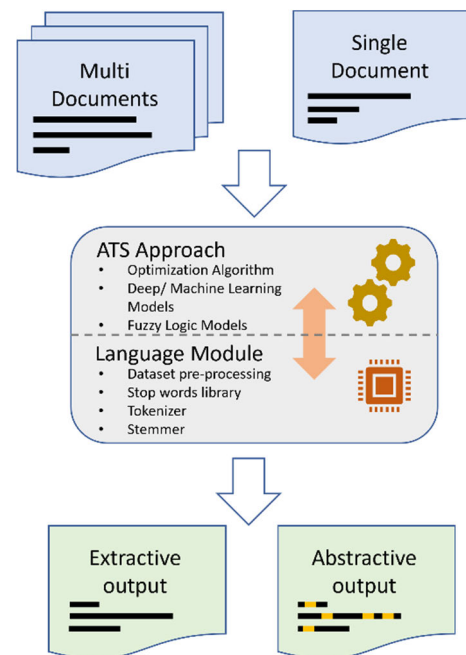 Multi
Documents
Single
Document
ATS Approach
• Optimization Algorithm
• Deep/ Machine Learning
Models
• Fuzzy Logic Models
Language Module
• Dataset pre-processing
• Stop words library
• Tokenizer
• Stemmer
Extractive
output
Abstractive
output